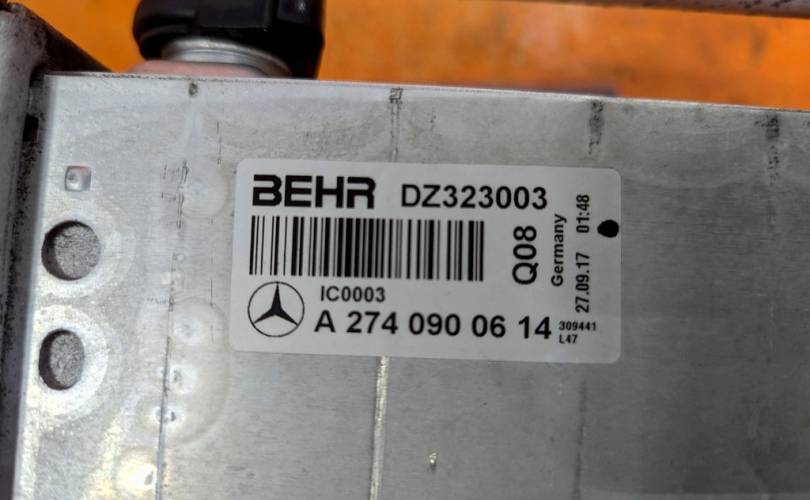 BEHR DZ323003
Q08
Germany
27.09.17 01:48
IC0003
A 274 090 06 14
309441
L47